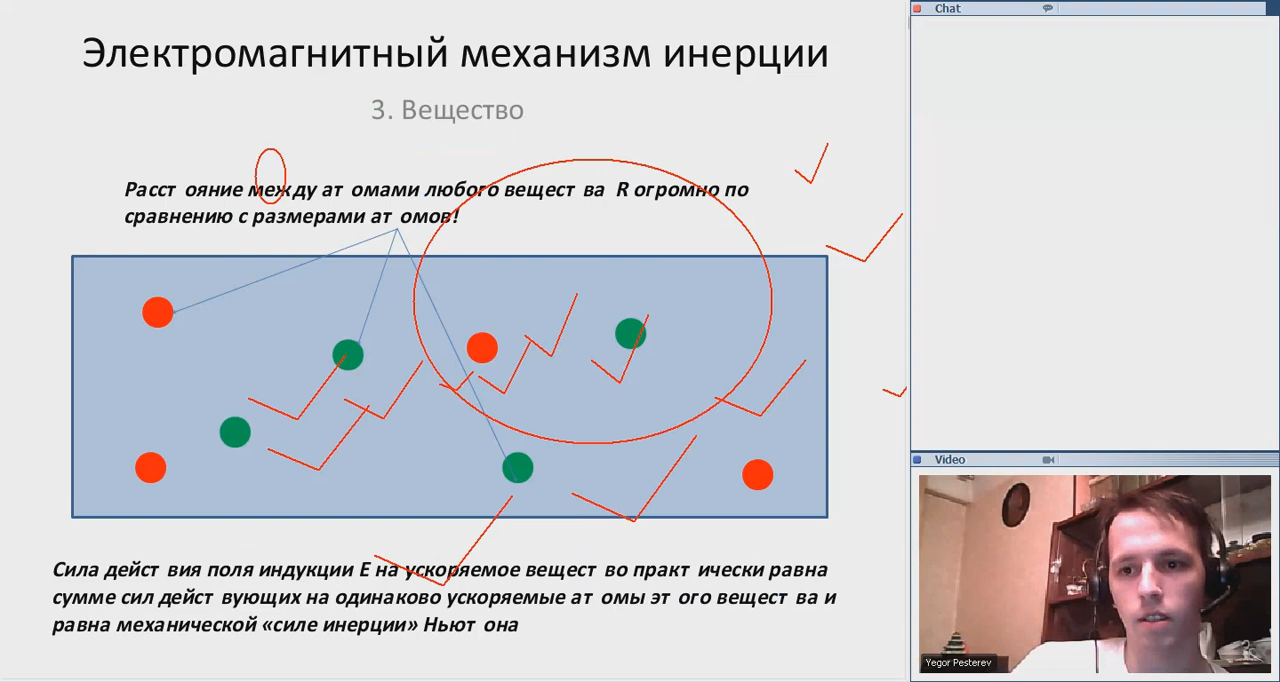 Электромагнитный механизм инерции
3. Вещество
Расст ояние между ат омами любого вещест ва R огромно по
сравнению с размерами ат омов!
Сила дейст вия поля индукции E на ускоряемое вещест во практ ически равна
сумме сил дейст вующих на одинаково ускоряемые ат омы эт ого вещест ва и
равна механической «силе инерции» Ньют она
Chat
Video
Yegor Pesterev